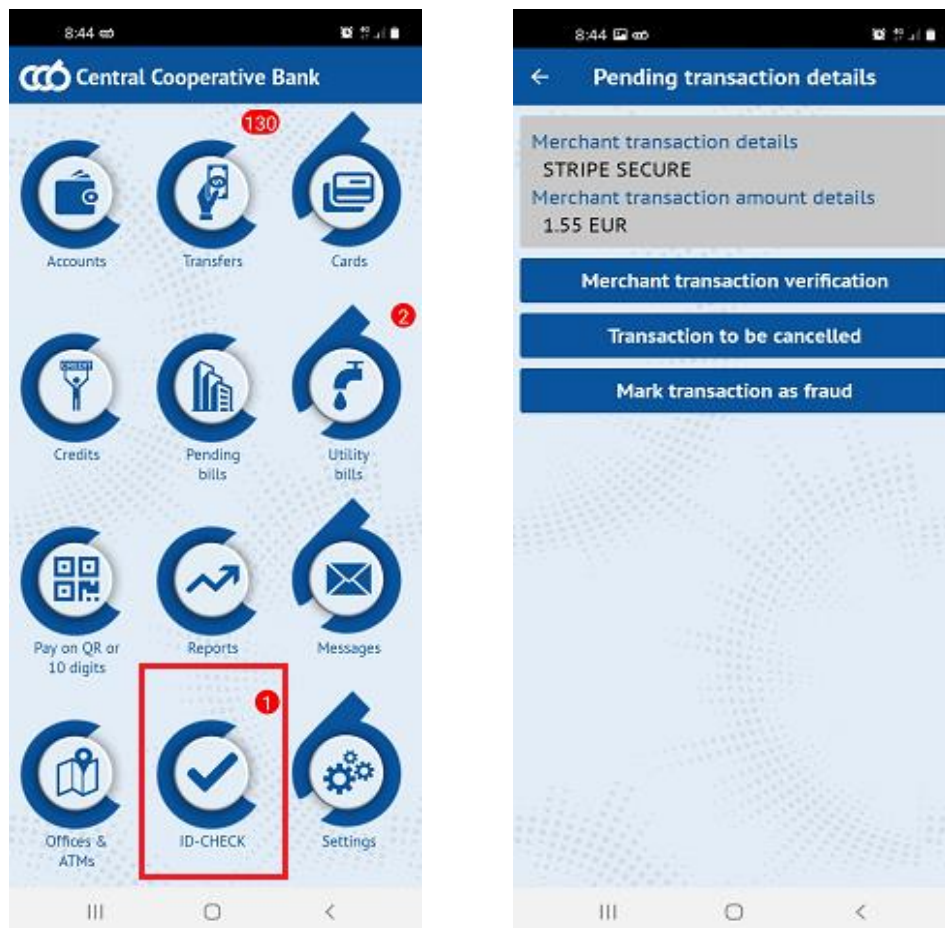 8:44
Central Cooperative Bank
130
Accounts
Transfers
Cards
2
CREDIT
Credits
Pending
bills
Utility
bills
Pay on QR or
10 digits
Reports
Messages
1
Offices &
ATMs
ID-CHECK
Settings
8:44
Pending transaction details
Merchant transaction details
STRIPE SECURE
Merchant transaction amount details
1.55 EUR
Merchant transaction verification
Transaction to be cancelled
Mark transaction as fraud